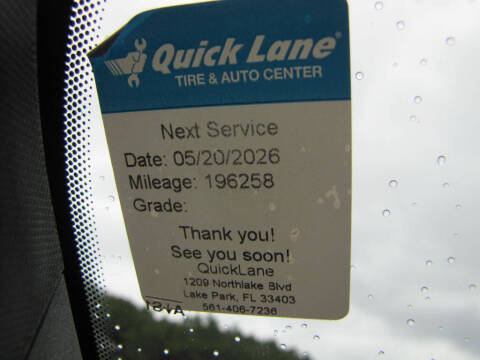 Quick Lane®
TIRE & AUTO CENTER
Next Service
Date: 05/20/2026
Mileage: 196258
Grade:
Thank you!
See you soon!
QuickLane
1209 Northlake Blvd
Lake Park, FL 33403
561-406-7236